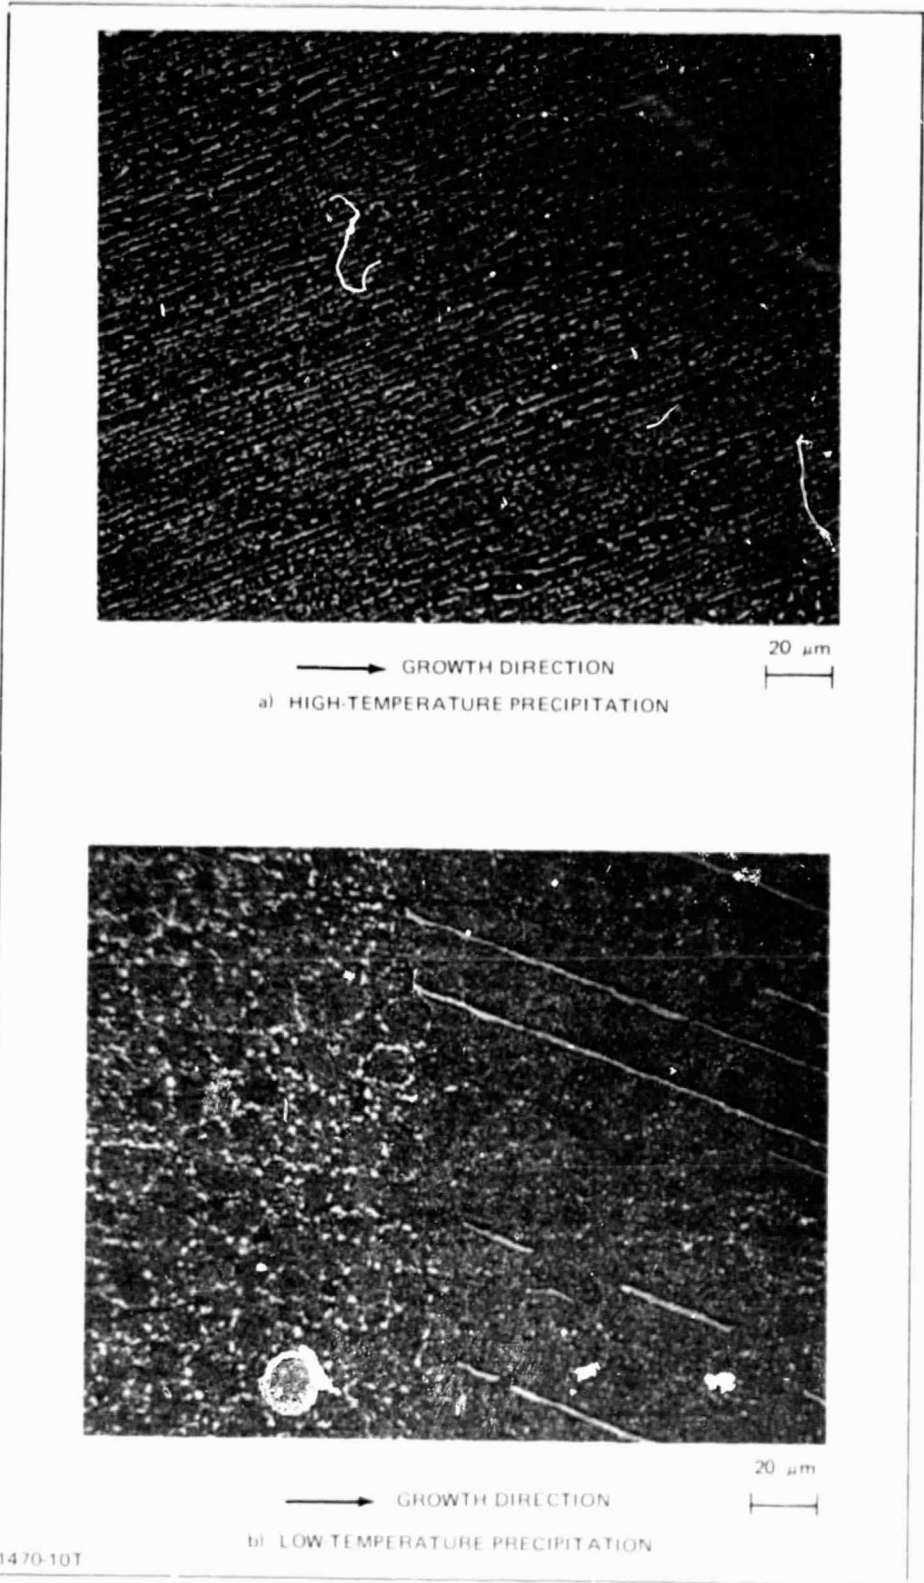 20 μm
GROWTH DIRECTION
a) HIGH-TEMPERATURE PRECIPITATION
20 μm
GROWTH DIRECTION
b) LOW TEMPERATURE PRECIPITATION
1470-10T